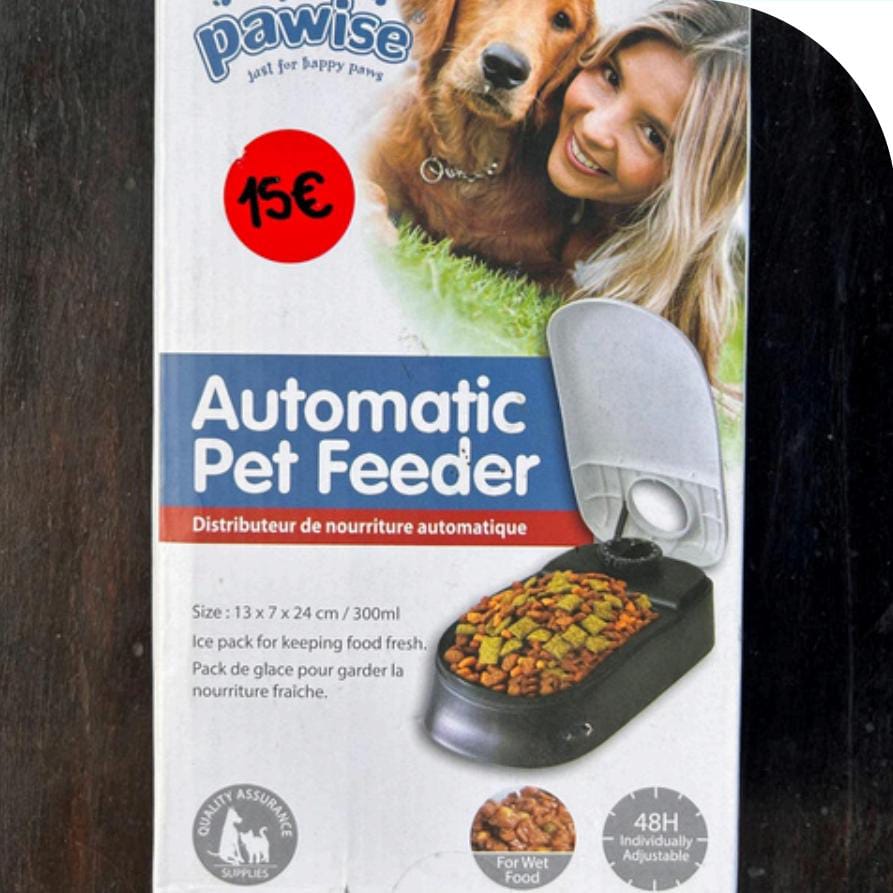 pawise
just for happy paws
15€
Automatic
Pet Feeder
Distributeur de nourriture automatique
Size : 13 x 7 x 24 cm / 300ml
Ice pack for keeping food fresh.
Pack de glace pour garder la
nourriture fraîche.
QUALITY ASSURANCE
SUPPLIES
For Wet
Food
48H
Individually
Adjustable